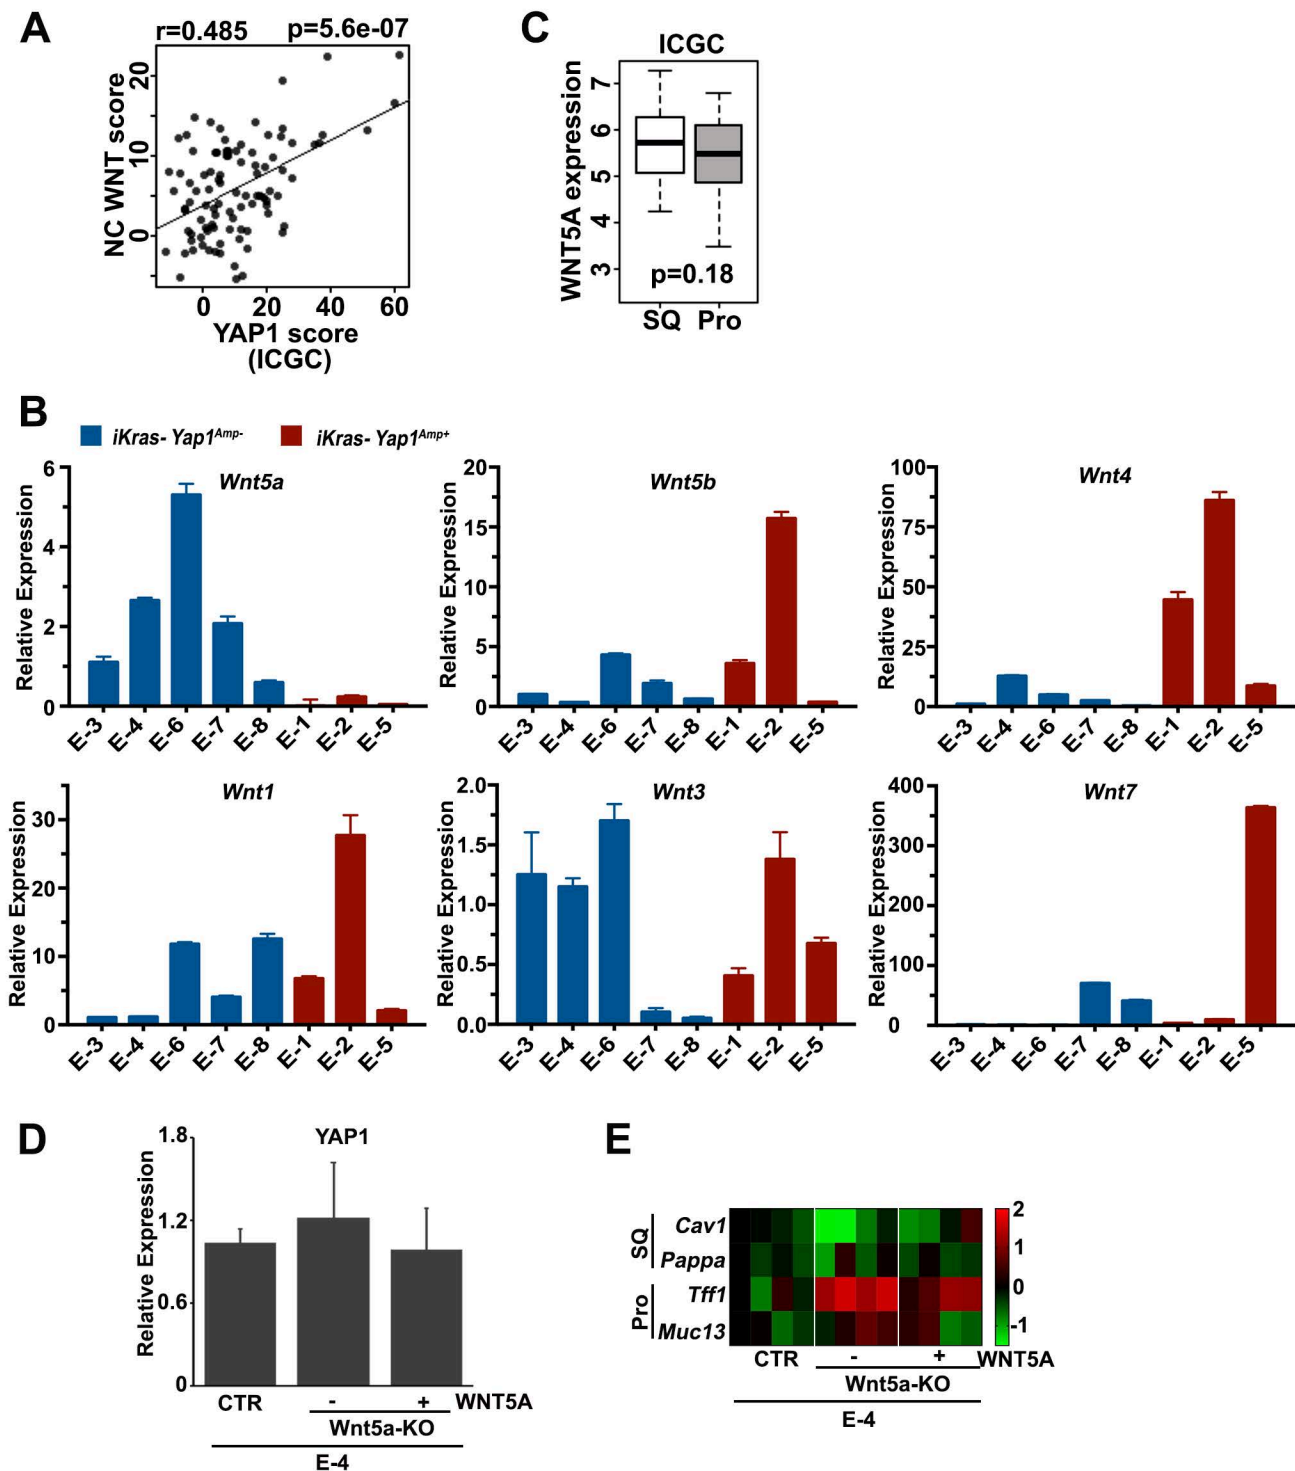 A
r=0.485 p=5.6e-07
NC WNT score
20
10
0
0 20 40 60
YAP1 score
(ICGC)
C
ICGC
WNT5A expression
7
6
5
4
3
p=0.18
SQ Pro
B
iKras- Yap1Amp-
iKras- Yap1Amp+
Wnt5a
Relative Expression
6
4
2
0
E-3 E-4 E-6 E-7 E-8 E-1 E-2 E-5
Wnt5b
Relative Expression
20
15
10
5
0
E-3 E-4 E-6 E-7 E-8 E-1 E-2 E-5
Wnt4
Relative Expression
100
75
50
25
0
E-3 E-4 E-6 E-7 E-8 E-1 E-2 E-5
Wnt1
Relative Expression
30
20
10
0
E-3 E-4 E-6 E-7 E-8 E-1 E-2 E-5
Wnt3
Relative Expression
2.0
1.5
1.0
0.5
0.0
E-3 E-4 E-6 E-7 E-8 E-1 E-2 E-5
Wnt7
Relative Expression
400
300
200
100
0
E-3 E-4 E-6 E-7 E-8 E-1 E-2 E-5
D
YAP1
Relative Expression
1.8
1.2
0.6
0
CTR - + WNT5A
Wnt5a-KO
E-4
E
SQ
Cav1
Pappa
Pro
Tff1
Muc13
2
1
0
-1
CTR - + WNT5A
Wnt5a-KO
E-4